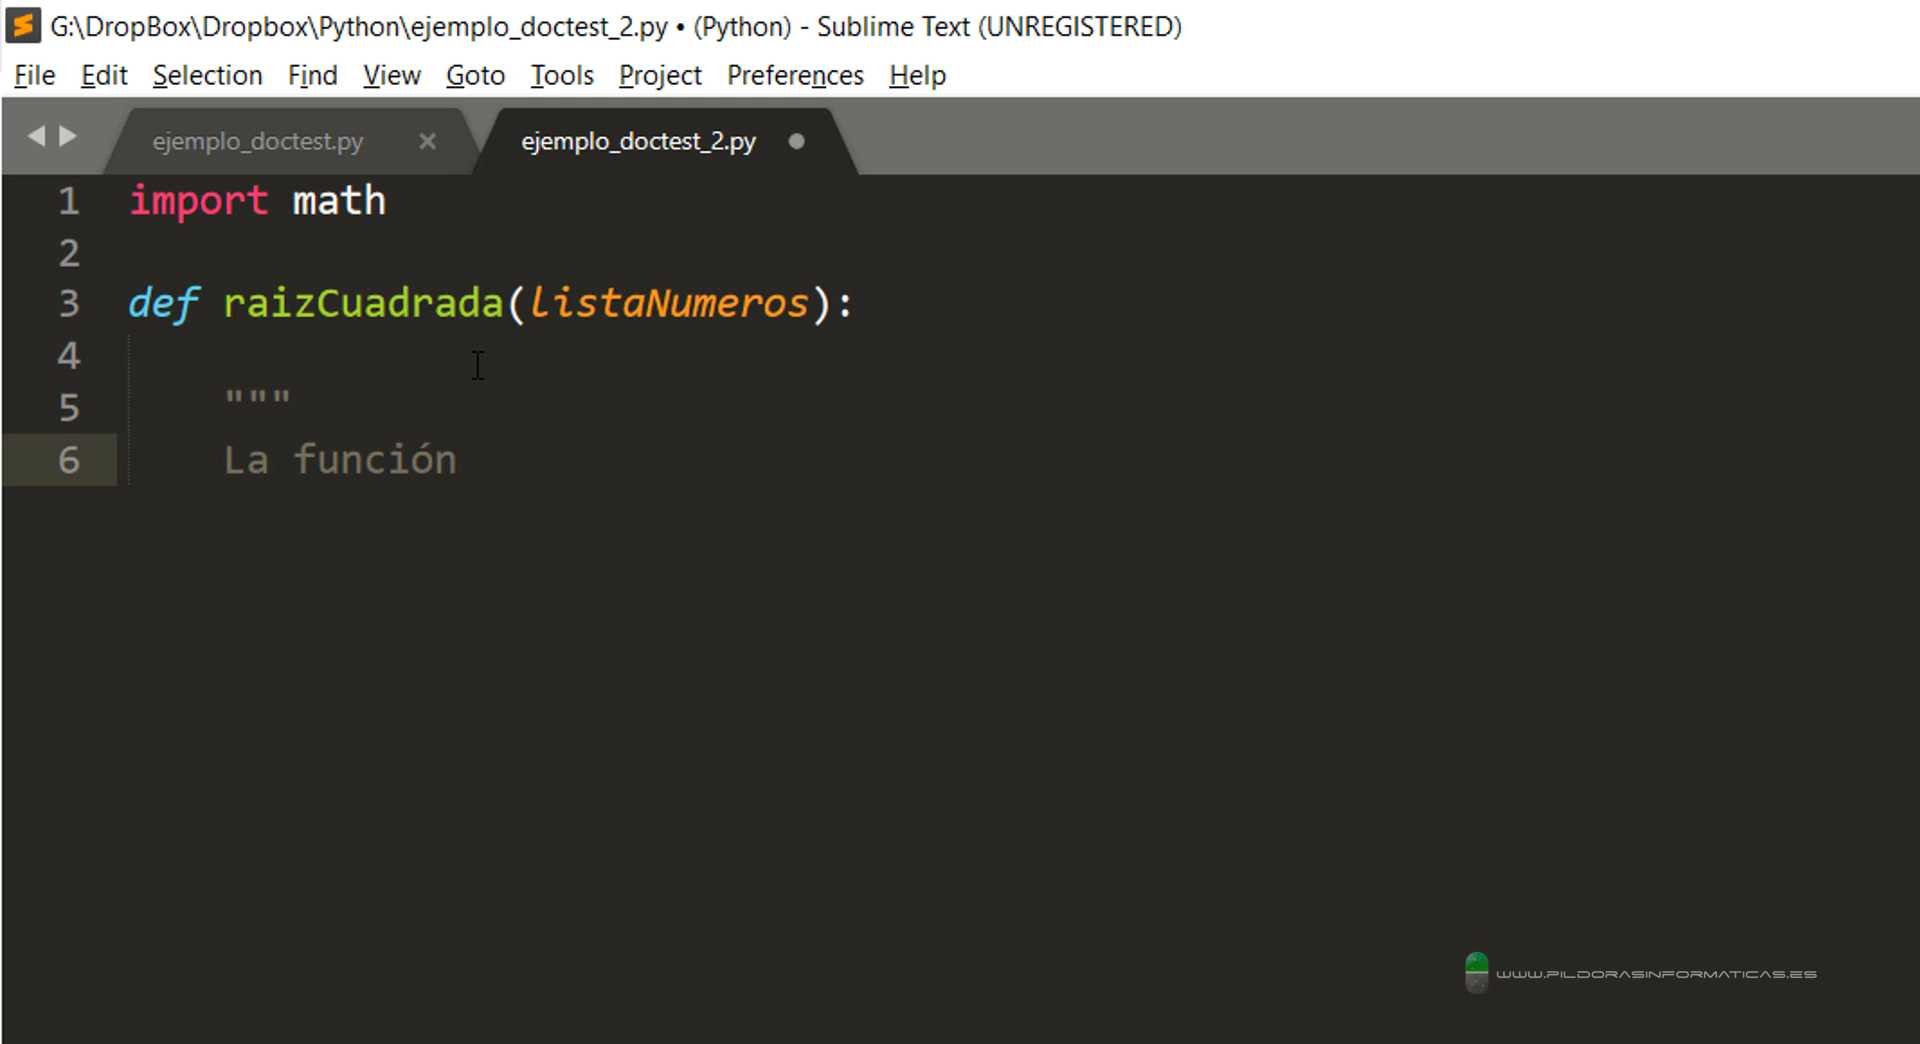 G:\DropBox\Dropbox\Python\ejemplo_doctest_2.py • (Python) - Sublime Text (UNREGISTERED)
File Edit Selection Find View Goto Tools Project Preferences Help
ejemplo_doctest.py × ejemplo_doctest_2.py
1 import math
2
3 def raizCuadrada(listaNumeros):
4
5 """
6 La función
WWW.PILDORASINFORMATICAS.ES